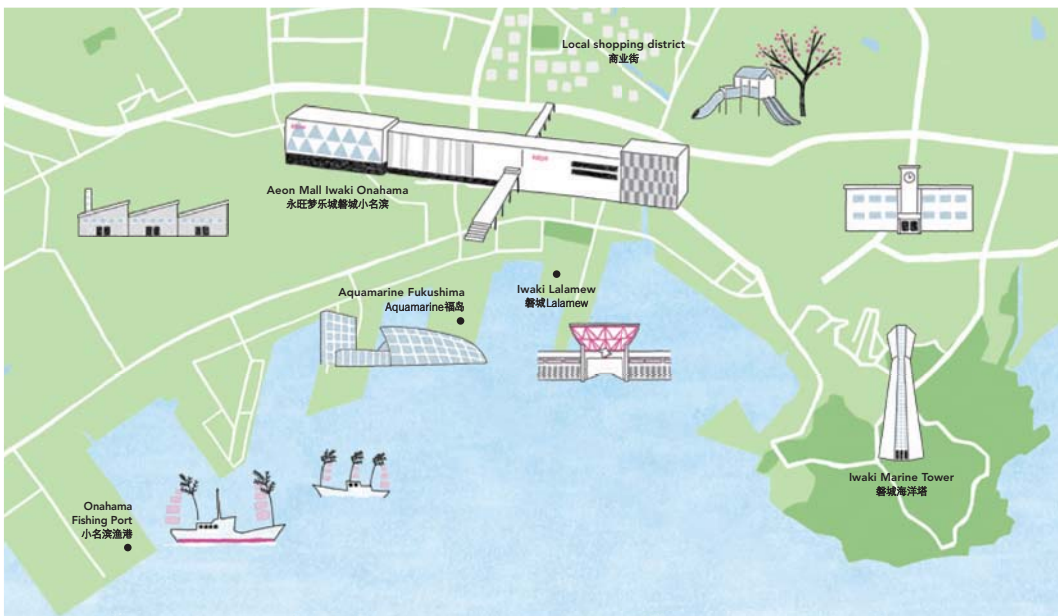 Local shopping district
商业街
Aeon Mall Iwaki Onahama
永旺梦乐城磐城小名滨
Aquamarine Fukushima
Aquamarine福岛
Iwaki Lalamew
磐城Lalamew
Iwaki Marine Tower
磐城海洋塔
Onahama
Fishing Port
小名滨渔港